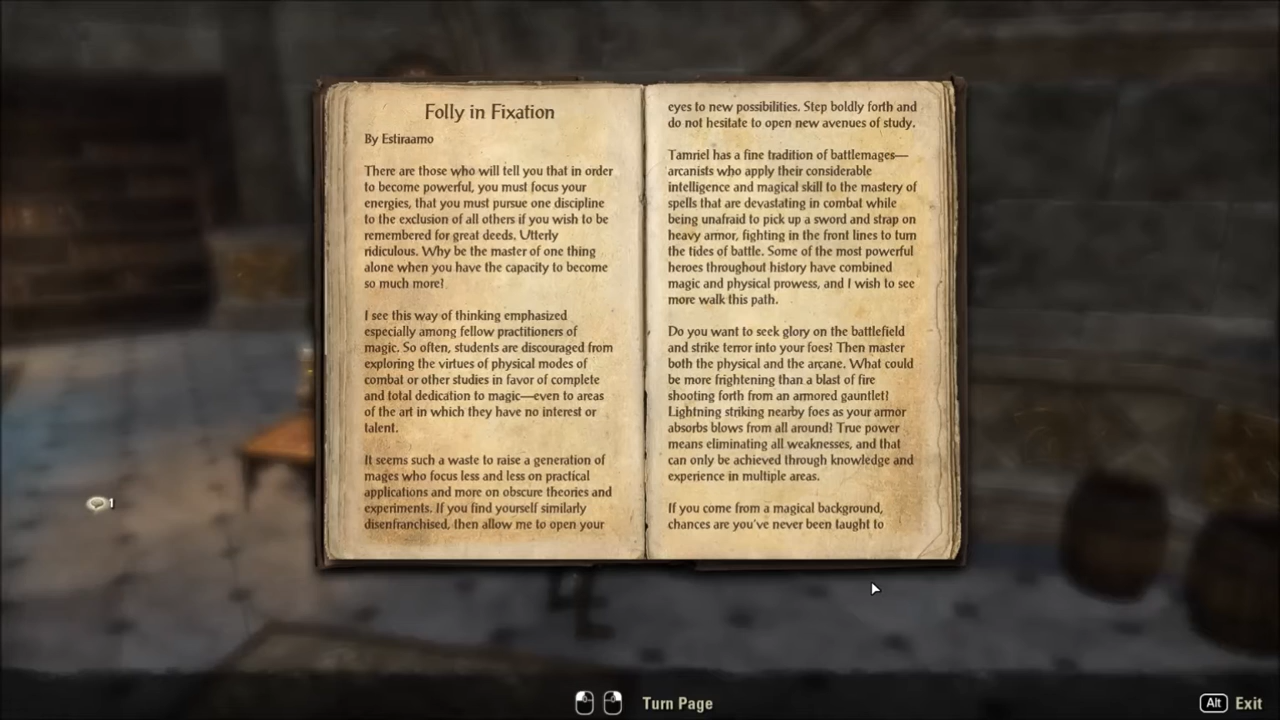 Folly in Fixation
By Estiraamo
There are those who will tell you that in order
to become powerful, you must focus your
energies, that you must pursue one discipline
to the exclusion of all others if you wish to be
remembered for great deeds. Utterly
ridiculous. Why be the master of one thing
alone when you have the capacity to become
so much more?
I see this way of thinking emphasized
especially among fellow practitioners of
magic. So often, students are discouraged from
exploring the virtues of physical modes of
combat or other studies in favor of complete
and total dedication to magic—even to areas
of the art in which they have no interest or
talent.
It seems such a waste to raise a generation of
mages who focus less and less on practical
applications and more on obscure theories and
experiments. If you find yourself similarly
disenfranchised, then allow me to open your
eyes to new possibilities. Step boldly forth and
do not hesitate to open new avenues of study.
Tamriel has a fine tradition of battlemages—
arcanists who apply their considerable
intelligence and magical skill to the mastery of
spells that are devastating in combat while
being unafraid to pick up a sword and strap on
heavy armor, fighting in the front lines to turn
the tides of battle. Some of the most powerful
heroes throughout history have combined
magic and physical prowess, and I wish to see
more walk this path.
Do you want to seek glory on the battlefield
and strike terror into your foes? Then master
both the physical and the arcane. What could
be more frightening than a blast of fire
shooting forth from an armored gauntlet?
Lightning striking nearby foes as your armor
absorbs blows from all around? True power
means eliminating all weaknesses, and that
can only be achieved through knowledge and
experience in multiple areas.
If you come from a magical background,
chances are you've never been taught to
1
Turn Page
Alt Exit